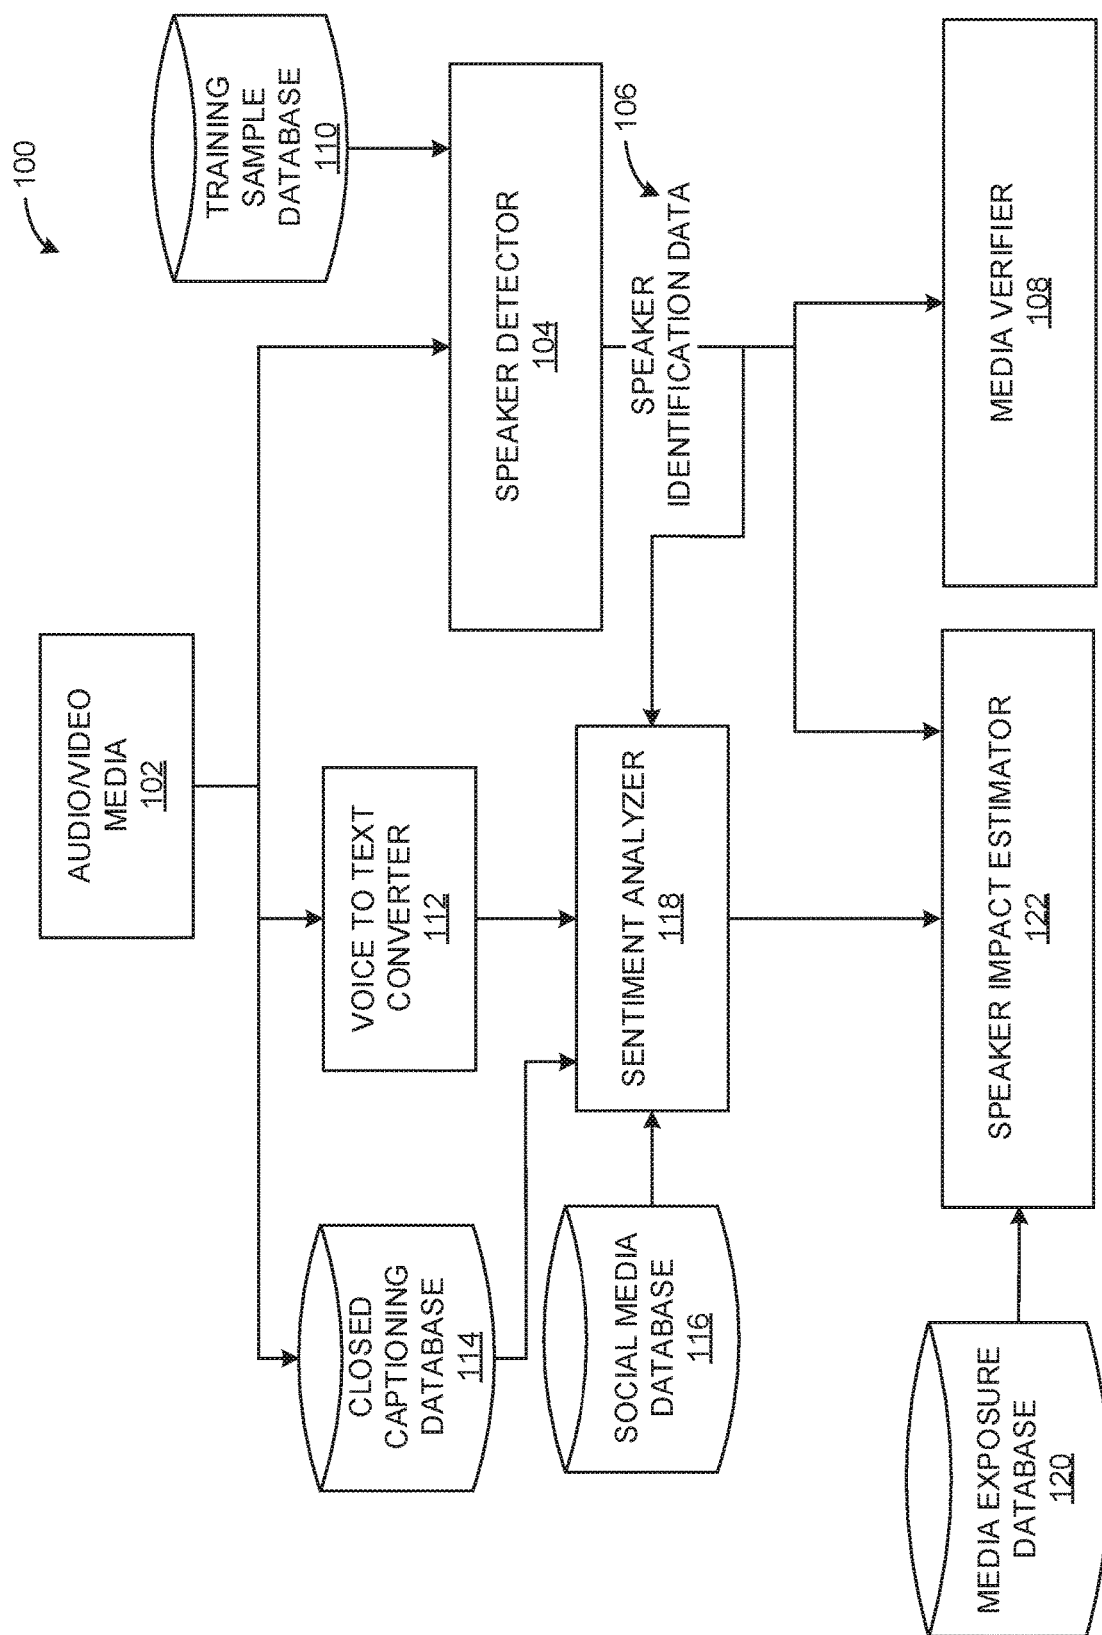 100
AUDIO/VIDEO
MEDIA
102
TRAINING
SAMPLE
DATABASE
110
CLOSED
CAPTIONING
DATABASE
114
VOICE TO TEXT
CONVERTER
112
SPEAKER DETECTOR
104
SPEAKER
IDENTIFICATION DATA
106
SOCIAL MEDIA
DATABASE
116
SENTIMENT ANALYZER
118
MEDIA EXPOSURE
DATABASE
120
SPEAKER IMPACT ESTIMATOR
122
MEDIA VERIFIER
108